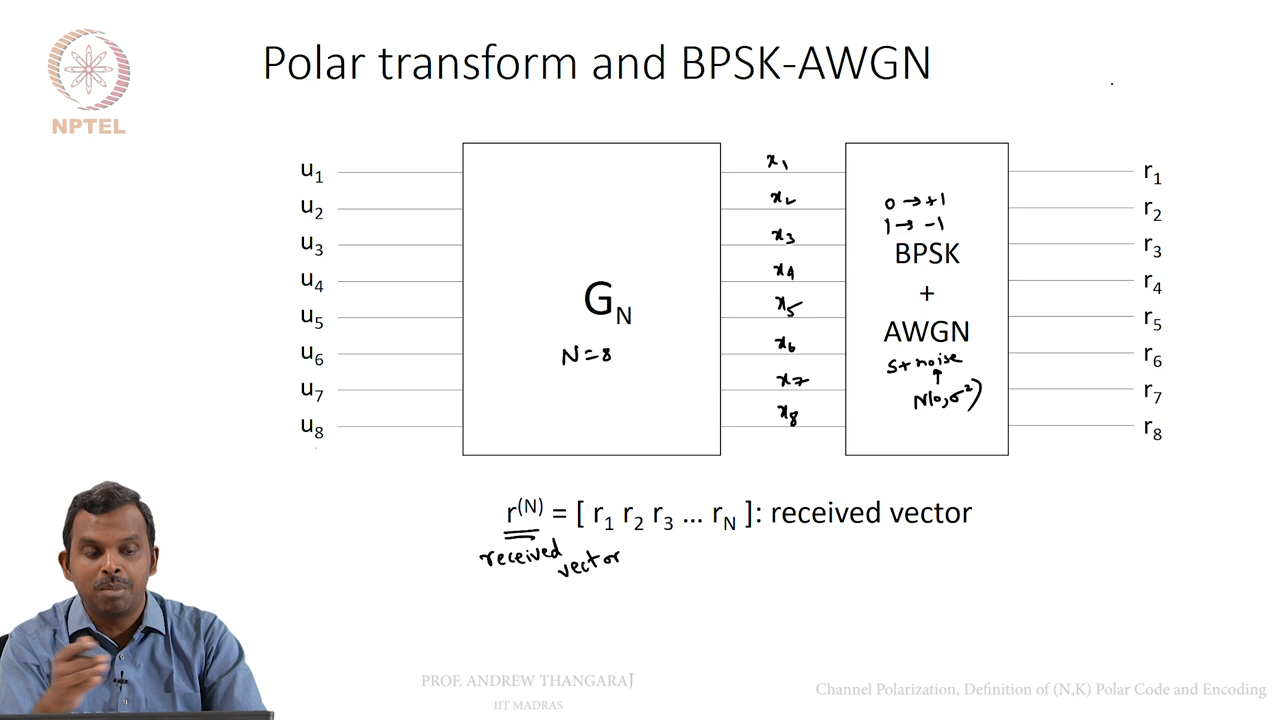 Polar transform and BPSK-AWGN
NPTEL
u1 x1 r1
u2 x2 r2
u3 x3 r3
u4 x4 r4
u5 x5 r5
u6 x6 r6
u7 x7 r7
u8 x8 r8
GN
N=8
0→+1
1→-1
BPSK
+
AWGN
s+noise
↑
N(0,σ²)
r(N) = [ r1 r2 r3 ... rN ]: received vector
received
vector
PROF. ANDREW THANGARAJ
IIT MADRAS
Channel Polarization, Definition of (N,K) Polar Code and Encoding